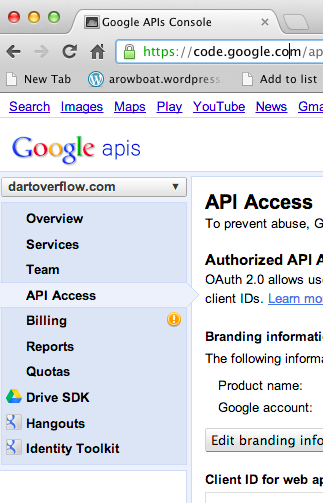 Google APIs Console
https://code.google.com/ap
New Tab arowboat.wordpress Add to list
Search Images Maps Play YouTube News Gma
Google apis
dartoverflow.com
Overview
Services
Team
API Access
Billing
Reports
Quotas
Drive SDK
Hangouts
Identity Toolkit
API Access
To prevent abuse, G
Authorized API A
OAuth 2.0 allows use
client IDs. Learn mo
Branding informatio
The following informa
Product name:
Google account:
Edit branding info
Client ID for web ap